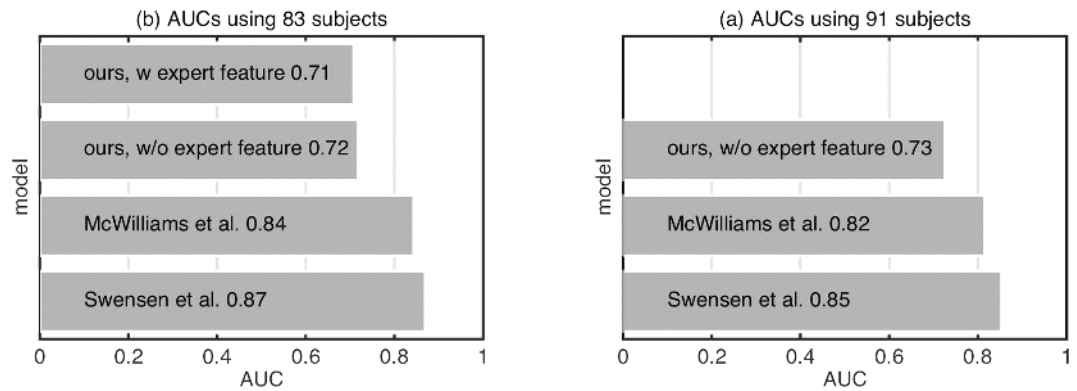 (b) AUCs using 83 subjects
ours, w expert feature 0.71
ours, w/o expert feature 0.72
McWilliams et al. 0.84
Swensen et al. 0.87
model
0 0.2 0.4 0.6 0.8 1
AUC
(a) AUCs using 91 subjects
ours, w/o expert feature 0.73
McWilliams et al. 0.82
Swensen et al. 0.85
model
0 0.2 0.4 0.6 0.8 1
AUC